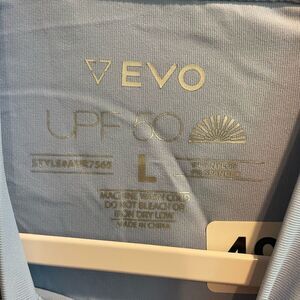 EVO
UPF 50
L
MACHINE WASH COLD
DO NOT BLEACH OR
IRON DRY LOW
MADE IN CHINA